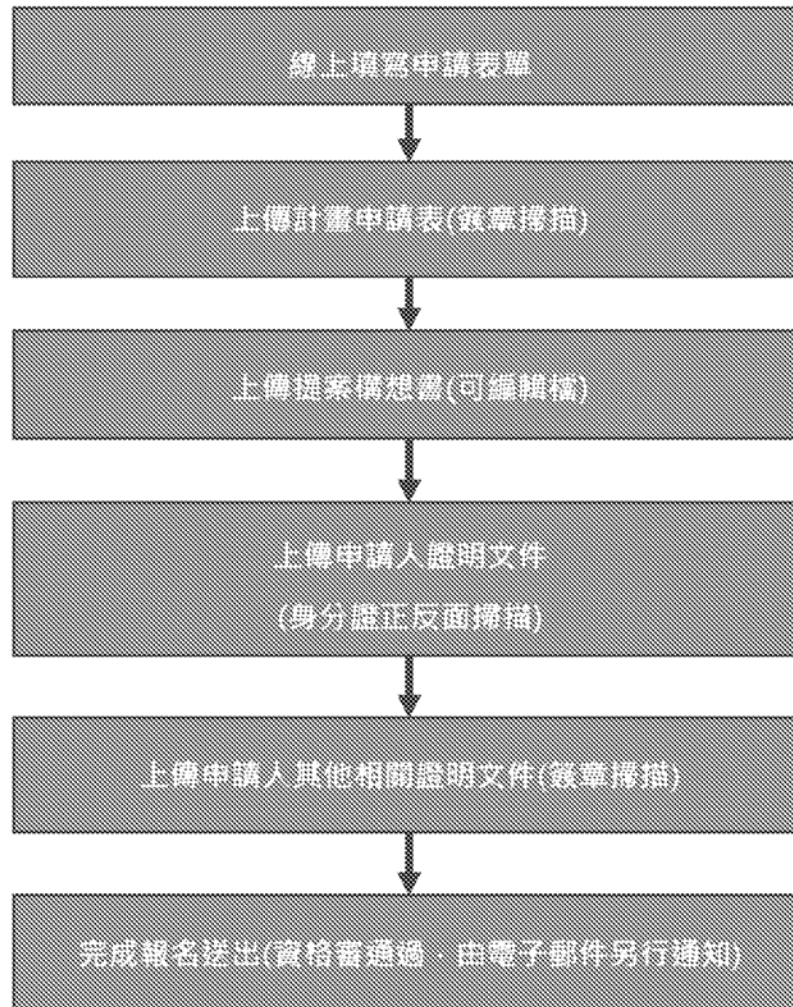 線上填寫申請表單
上傳計畫申請表(簽章掃描)
上傳提案構想書(可編輯檔)
上傳申請人證明文件
(身分證正反面掃描)
上傳申請人其他相關證明文件(簽章掃描)
完成報名送出(資格審通過，由電子郵件另行通知)